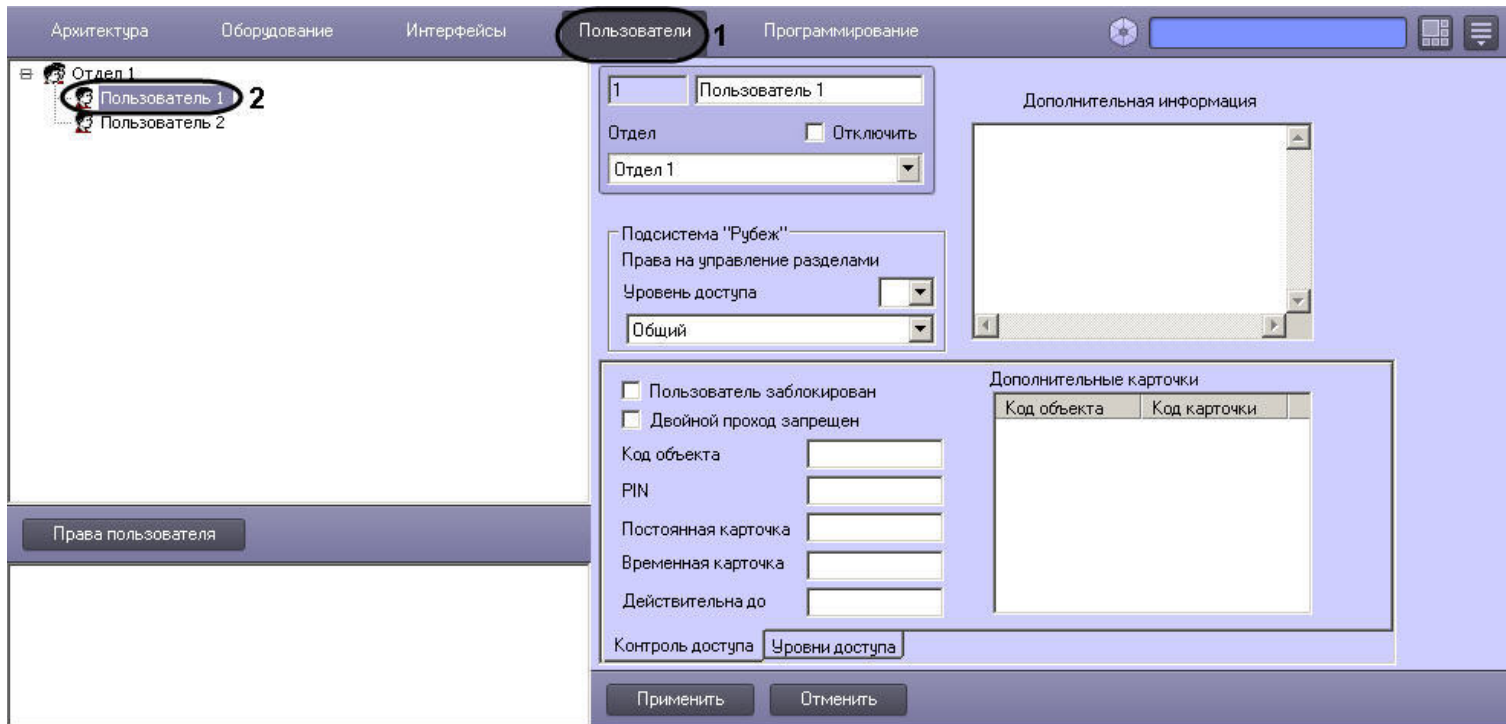 Архитектура Оборудование Интерфейсы Пользователи 1 Программирование
Отдел 1
Пользователь 1 2
Пользователь 2
Права пользователя
1 Пользователь 1
Отдел Отключить
Отдел 1
Дополнительная информация
Подсистема "Рубеж"
Права на управление разделами
Уровень доступа
Общий
Пользователь заблокирован
Двойной проход запрещен
Код объекта
PIN
Постоянная карточка
Временная карточка
Действительна до
Дополнительные карточки
Код объекта Код карточки
Контроль доступа Уровни доступа
Применить Отменить